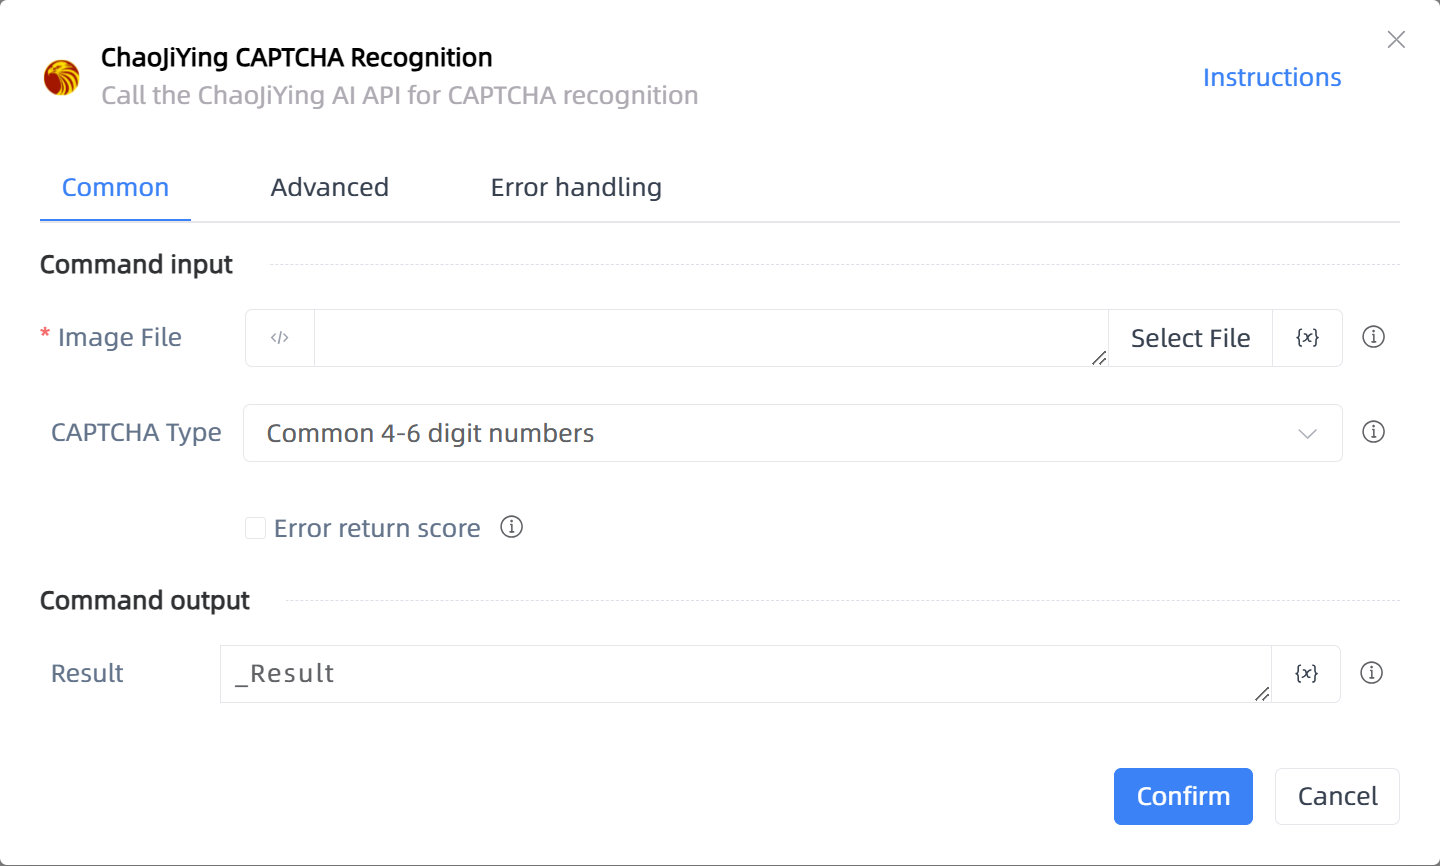 ChaoJiYing CAPTCHA Recognition
Call the ChaoJiYing AI API for CAPTCHA recognition
Instructions
Common
Advanced
Error handling
Command input
* Image File
</>
Select File
{x}
CAPTCHA Type
Common 4-6 digit numbers
Error return score
Command output
Result
_Result
{x}
Confirm
Cancel